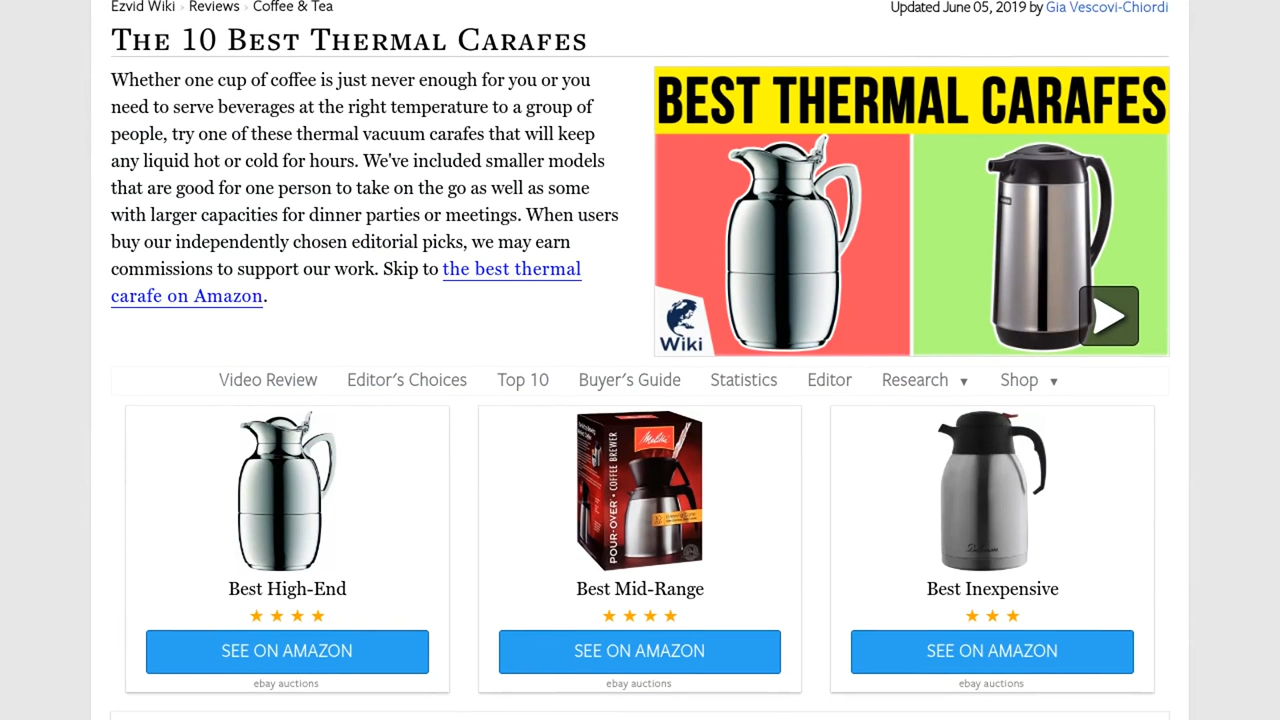 Ezvid Wiki › Reviews › Coffee & Tea
Updated June 05, 2019 by Gia Vescovi-Chiordi
The 10 Best Thermal Carafes
Whether one cup of coffee is just never enough for you or you
need to serve beverages at the right temperature to a group of
people, try one of these thermal vacuum carafes that will keep
any liquid hot or cold for hours. We've included smaller models
that are good for one person to take on the go as well as some
with larger capacities for dinner parties or meetings. When users
buy our independently chosen editorial picks, we may earn
commissions to support our work. Skip to the best thermal
carafe on Amazon.
BEST THERMAL CARAFES
Wiki
Video Review Editor's Choices Top 10 Buyer's Guide Statistics Editor Research ▼ Shop ▼
Melitta
POUR-OVER • COFFEE BREWER
Best High-End
SEE ON AMAZON
ebay auctions
Best Mid-Range
SEE ON AMAZON
ebay auctions
Best Inexpensive
SEE ON AMAZON
ebay auctions